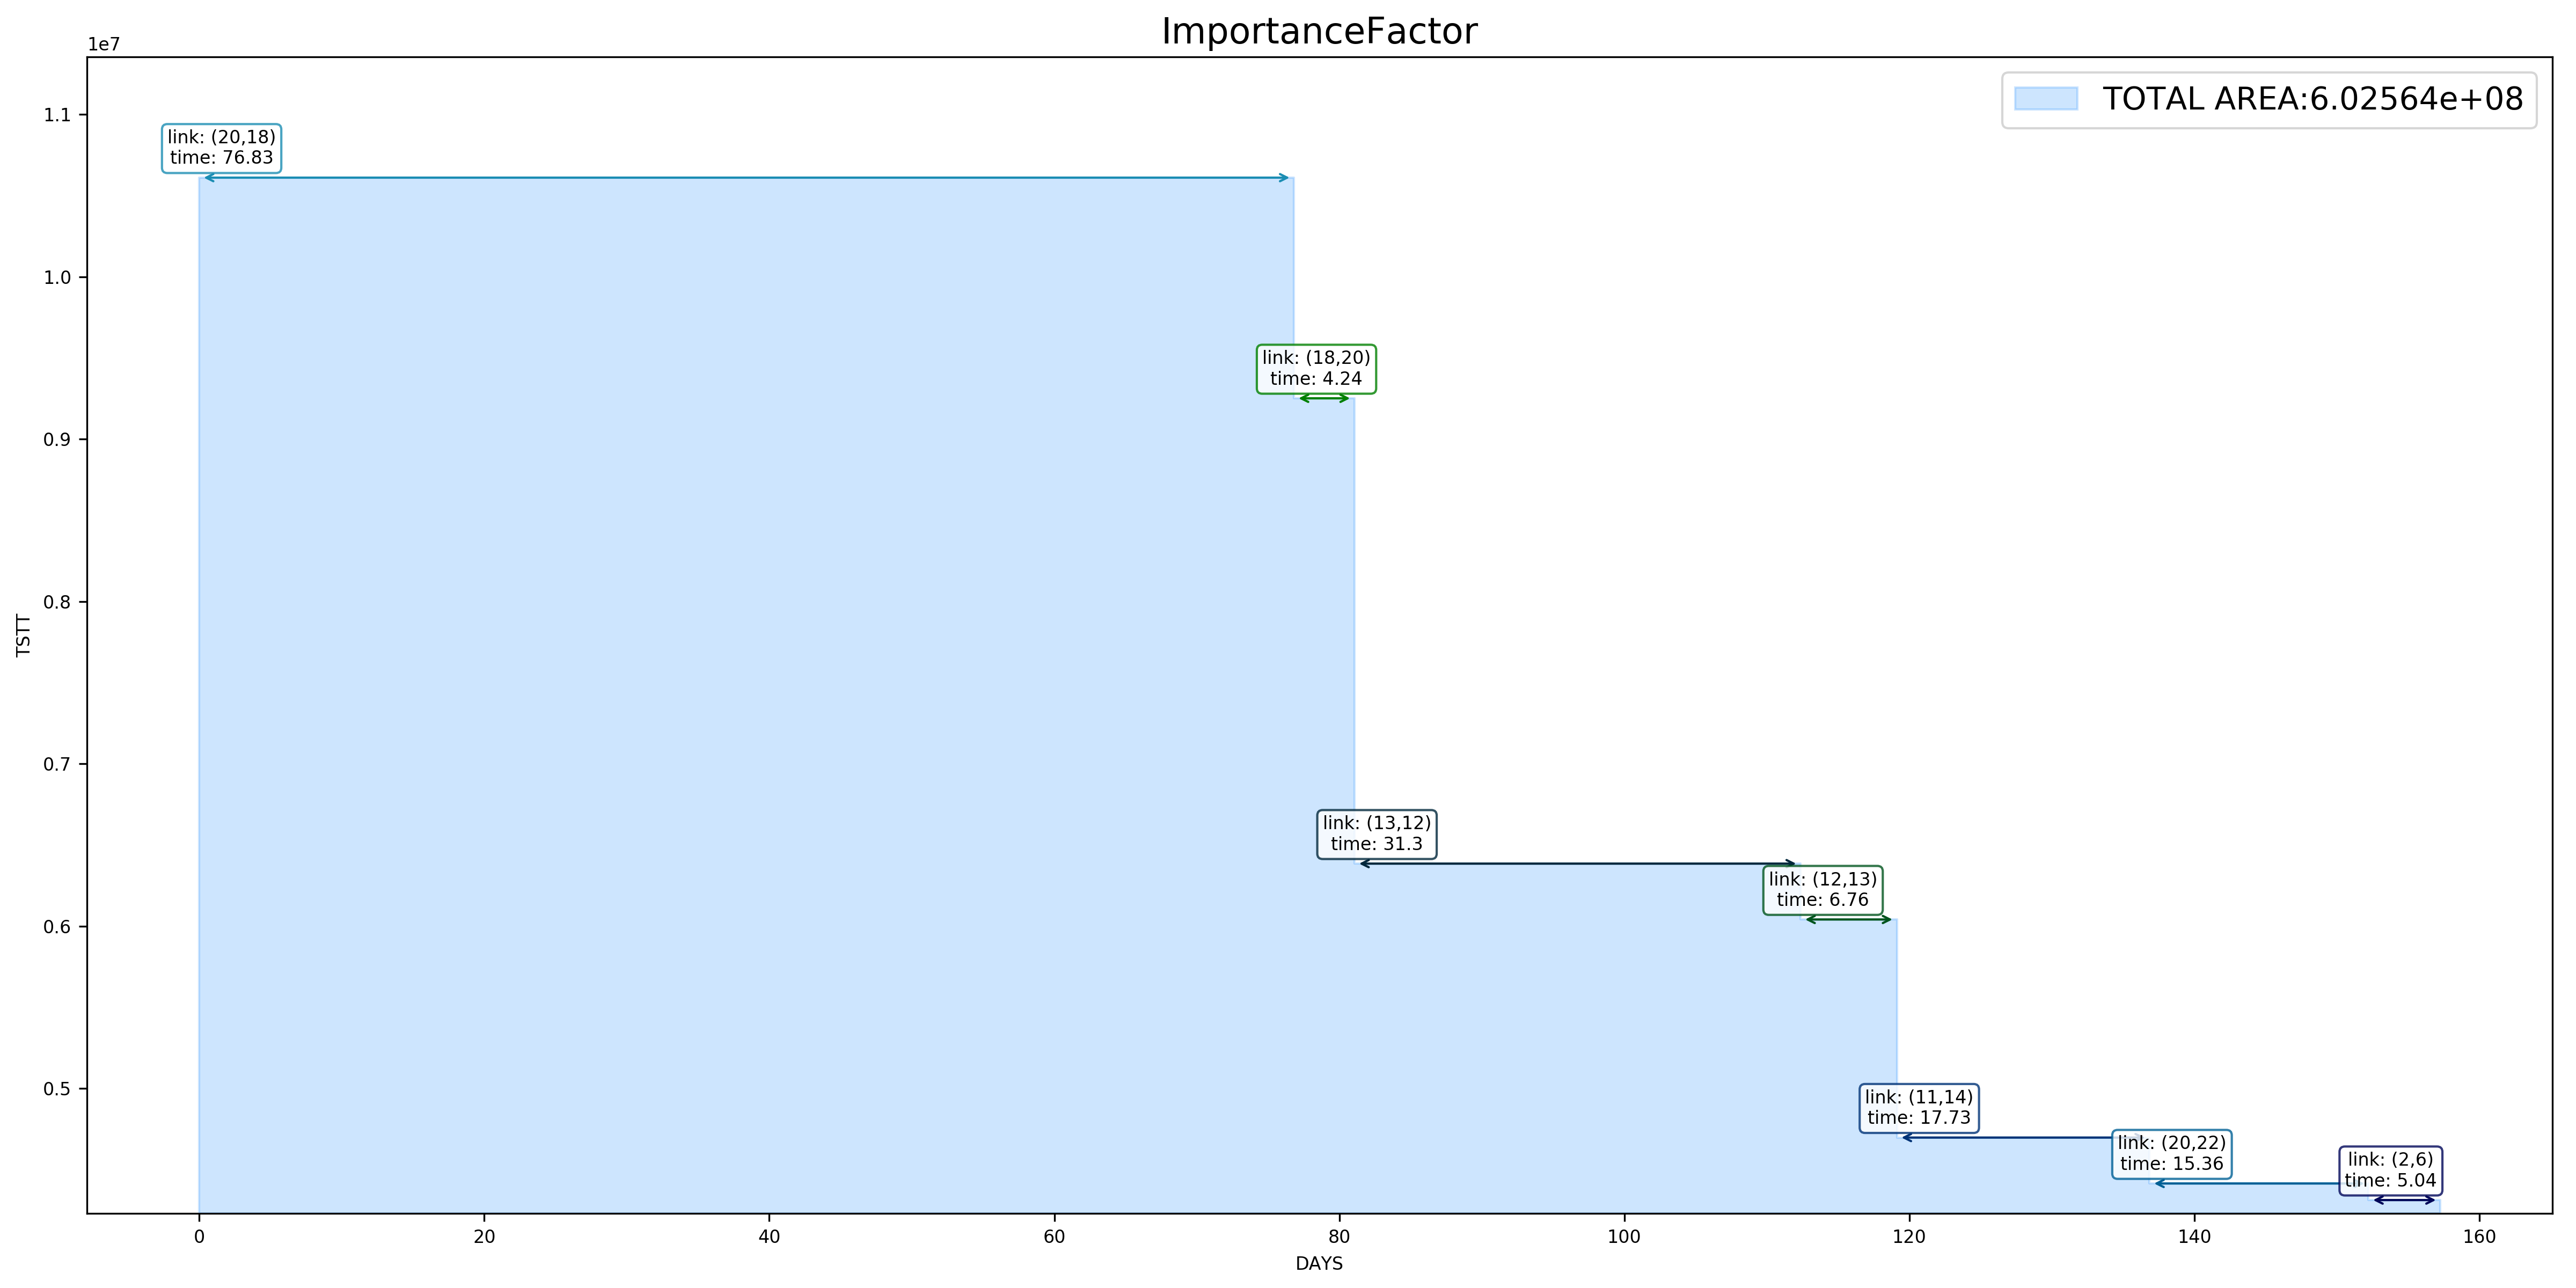 ImportanceFactor
1e7
TOTAL AREA:6.02564e+08
1.1
1.0
0.9
0.8
0.7
0.6
0.5
TSTT
link: (20,18)
time: 76.83
link: (18,20)
time: 4.24
link: (13,12)
time: 31.3
link: (12,13)
time: 6.76
link: (11,14)
time: 17.73
link: (20,22)
time: 15.36
link: (2,6)
time: 5.04
0 20 40 60 80 100 120 140 160
DAYS